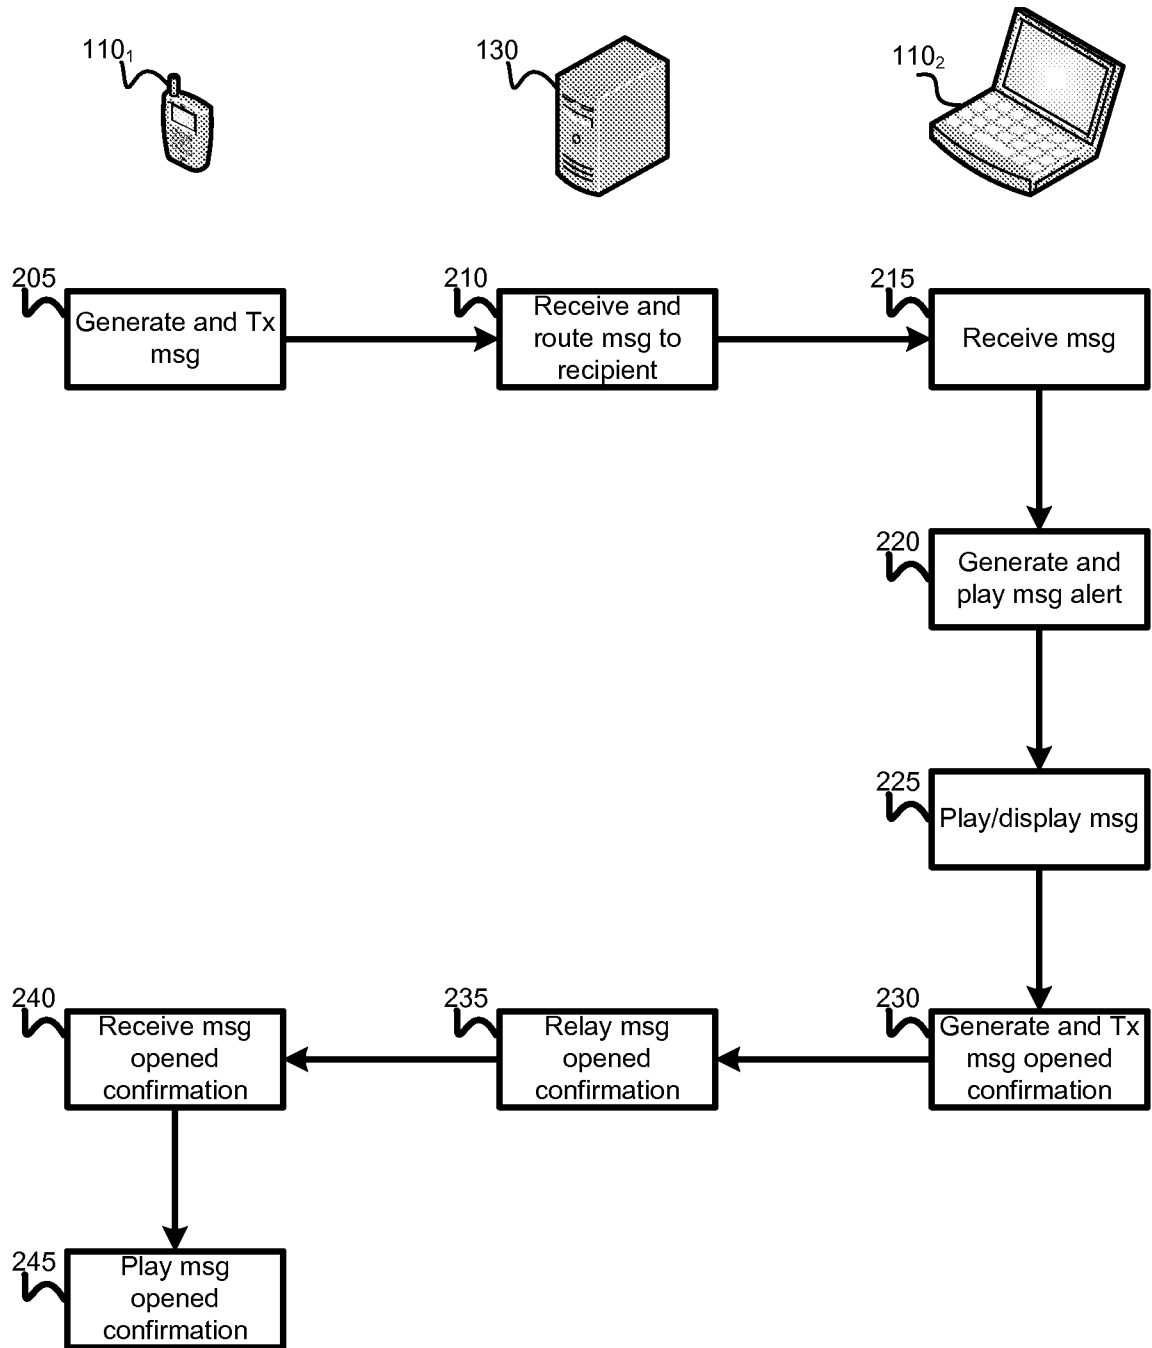 110₁
130
110₂
205
Generate and Tx
msg
210
Receive and
route msg to
recipient
215
Receive msg
220
Generate and
play msg alert
225
Play/display msg
240
Receive msg
opened
confirmation
235
Relay msg
opened
confirmation
230
Generate and Tx
msg opened
confirmation
245
Play msg
opened
confirmation